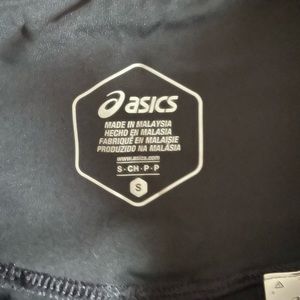 asics
MADE IN MALAYSIA
HECHO EN MALASIA
FABRIQUÉ EN MALAISIE
PRODUZIDO NA MALÁSIA
www.asics.com
S·CH·P·P
S